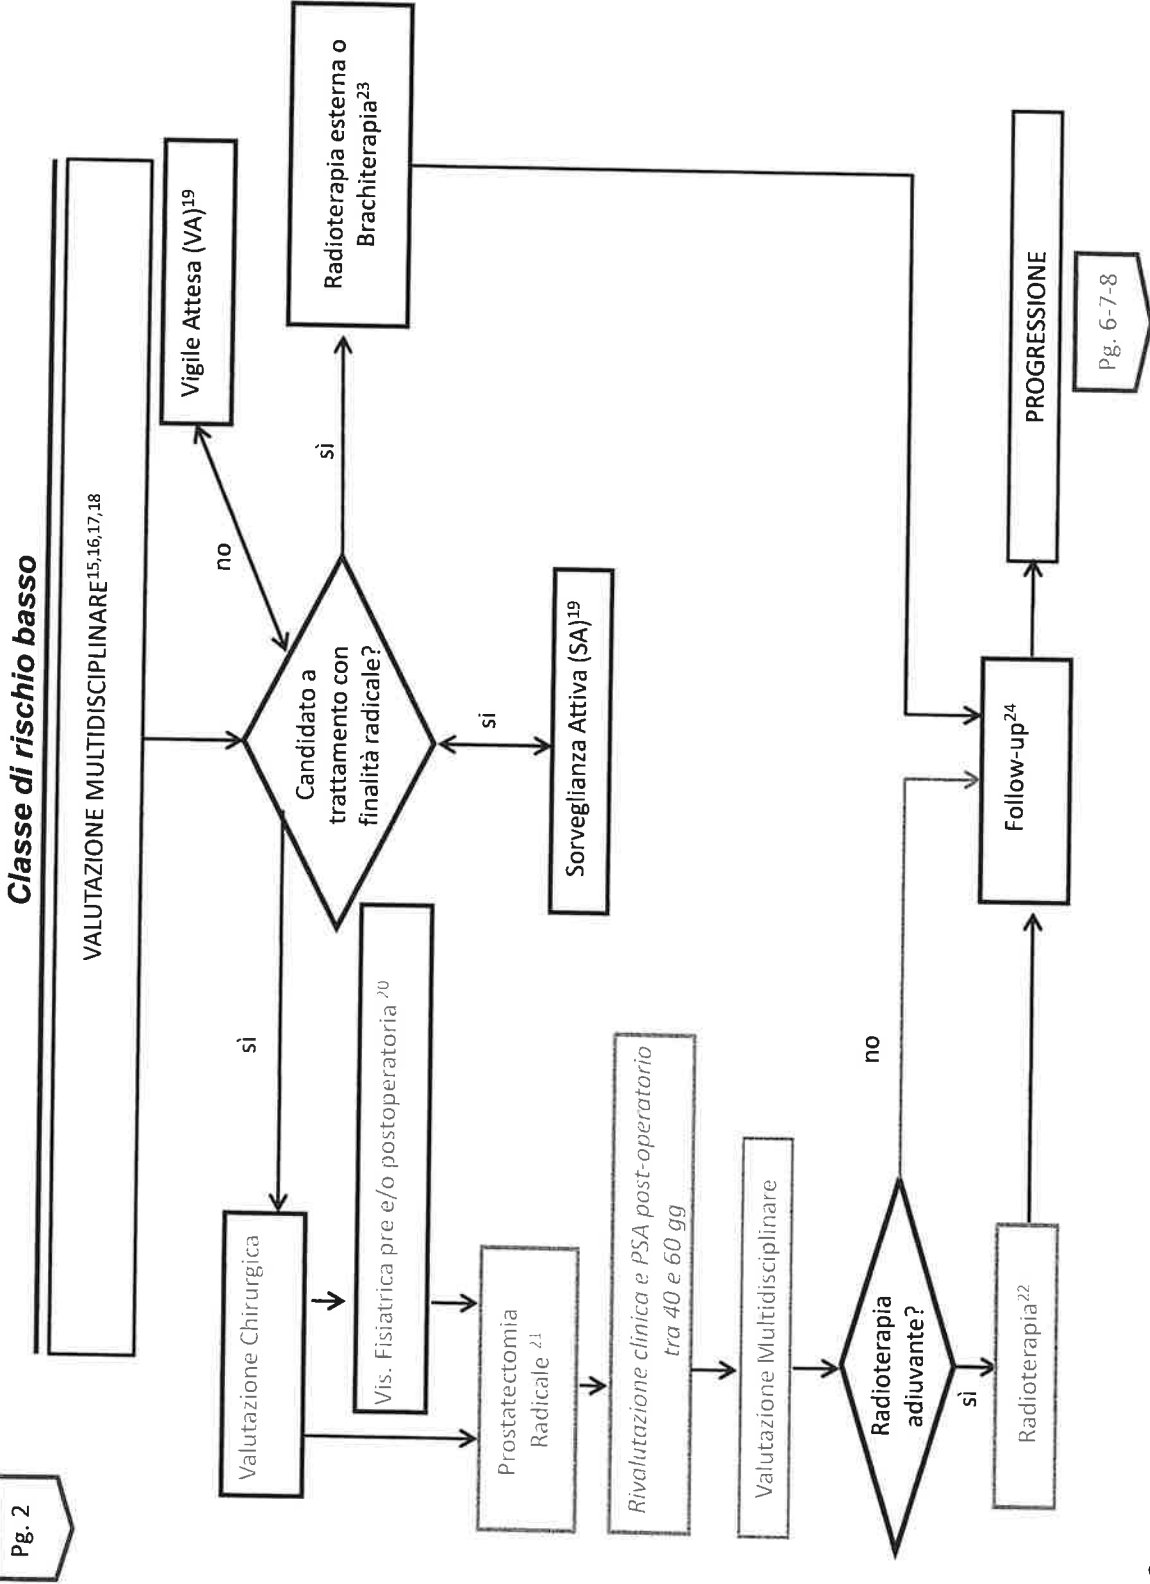 Pg. 2
Classe di rischio basso
VALUTAZIONE MULTIDISCIPLINARE15,16,17,18
Vigile Attesa (VA)19
no
sì
sì
Candidato a
trattamento con
finalità radicale?
Radioterapia esterna o
Brachiterapia23
Valutazione Chirurgica
Vis. Fisiatrica pre e/o postoperatoria 20
si
Sorveglianza Attiva (SA)19
Prostatectomia
Radicale 21
Rivalutazione clinica e PSA post-operatorio
tra 40 e 60 gg
Valutazione Multidisciplinare
no
Radioterapia
adiuvante?
sì
Radioterapia22
Follow-up24
PROGRESSIONE
Pg. 6-7-8